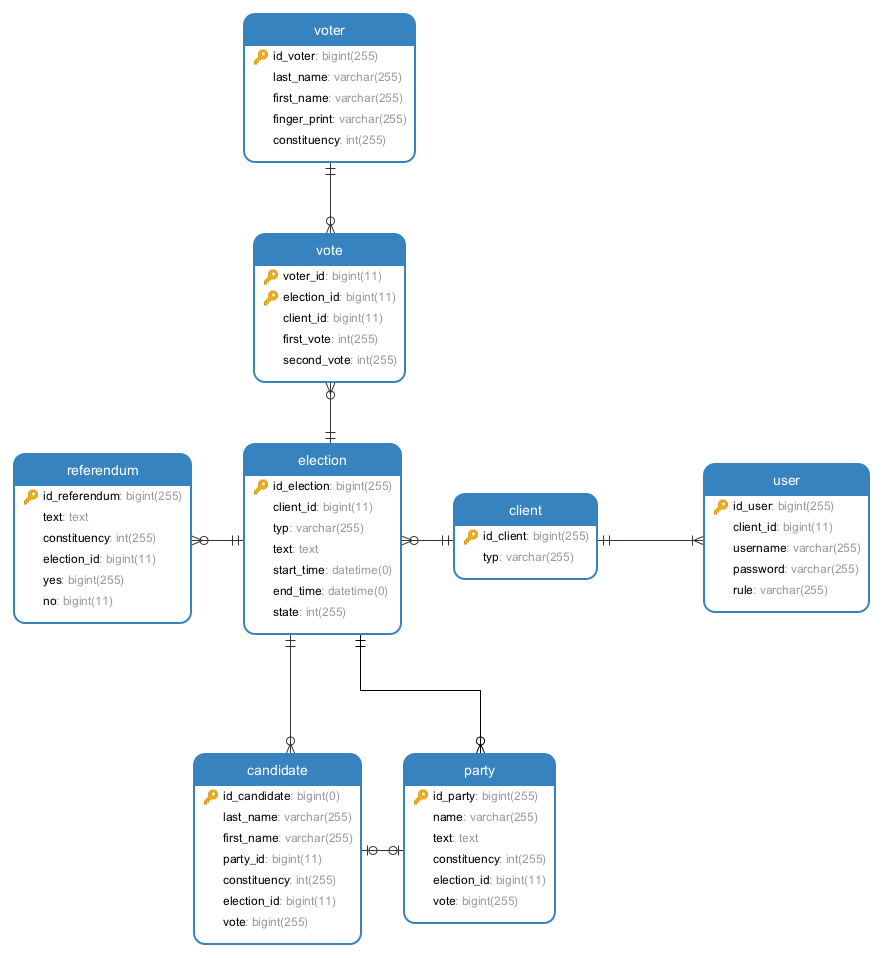 voter
id_voter: bigint(255)
last_name: varchar(255)
first_name: varchar(255)
finger_print: varchar(255)
constituency: int(255)
vote
voter_id: bigint(11)
election_id: bigint(11)
client_id: bigint(11)
first_vote: int(255)
second_vote: int(255)
referendum
id_referendum: bigint(255)
text: text
constituency: int(255)
election_id: bigint(11)
yes: bigint(255)
no: bigint(11)
election
id_election: bigint(255)
client_id: bigint(11)
typ: varchar(255)
text: text
start_time: datetime(0)
end_time: datetime(0)
state: int(255)
client
id_client: bigint(255)
typ: varchar(255)
user
id_user: bigint(255)
client_id: bigint(11)
username: varchar(255)
password: varchar(255)
rule: varchar(255)
candidate
id_candidate: bigint(0)
last_name: varchar(255)
first_name: varchar(255)
party_id: bigint(11)
constituency: int(255)
election_id: bigint(11)
vote: bigint(255)
party
id_party: bigint(255)
name: varchar(255)
text: text
constituency: int(255)
election_id: bigint(11)
vote: bigint(255)